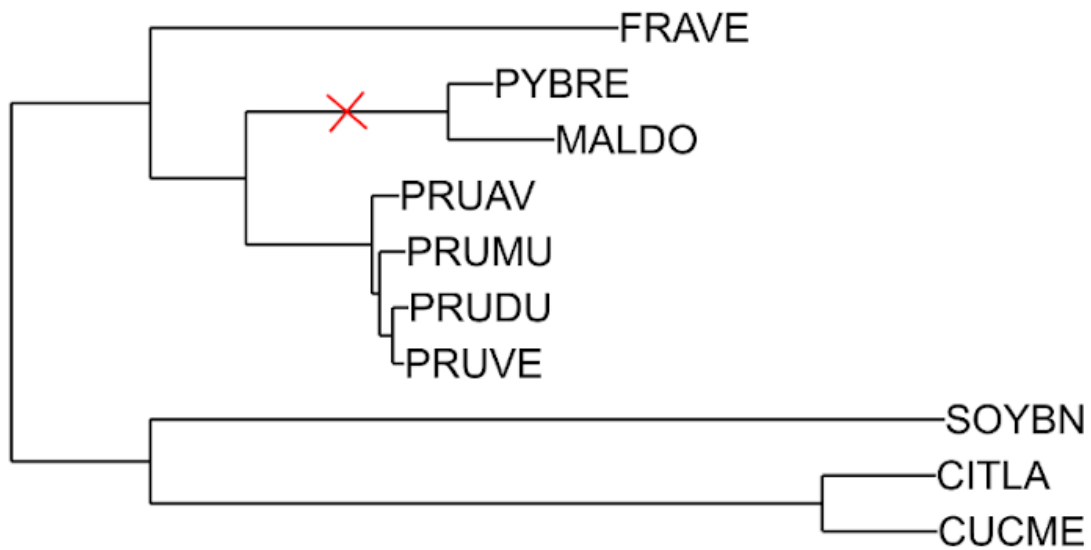 FRAVE
PYBRE
MALDO
PRUAV
PRUMU
PRUDU
PRUVE
SOYBN
CITLA
CUCME